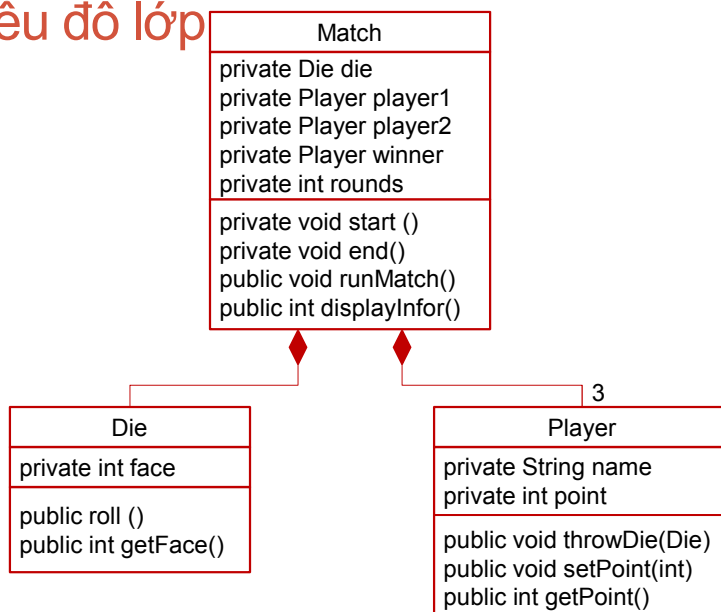 đồ lớp
Match
private Die die
private Player player1
private Player player2
private Player winner
private int rounds
private void start ()
private void end()
public void runMatch()
public int displayInfor()
3
Die
private int face
public roll ()
public int getFace()
Player
private String name
private int point
public void throwDie(Die)
public void setPoint(int)
public int getPoint()